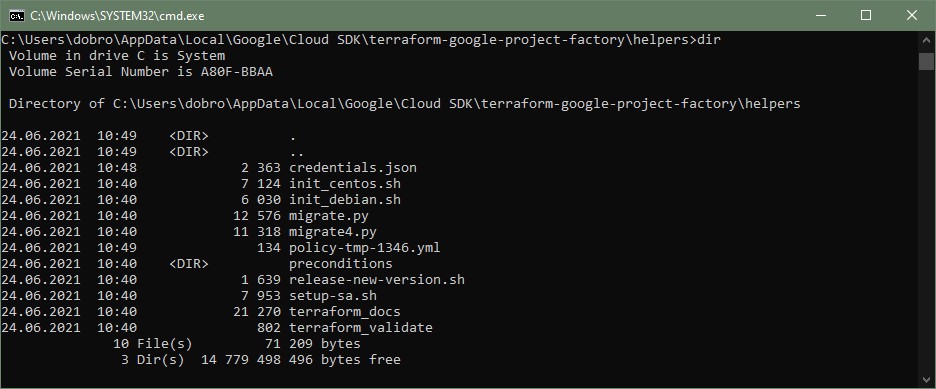 C:\Windows\SYSTEM32\cmd.exe
C:\Users\dobro\AppData\Local\Google\Cloud SDK\terraform-google-project-factory\helpers>dir
Volume in drive C is System
Volume Serial Number is A80F-BBAA
Directory of C:\Users\dobro\AppData\Local\Google\Cloud SDK\terraform-google-project-factory\helpers
24.06.2021  10:49    <DIR>          .
24.06.2021  10:49    <DIR>          ..
24.06.2021  10:48             2 363 credentials.json
24.06.2021  10:40             7 124 init_centos.sh
24.06.2021  10:40             6 030 init_debian.sh
24.06.2021  10:40            12 576 migrate.py
24.06.2021  10:40            11 318 migrate4.py
24.06.2021  10:49               134 policy-tmp-1346.yml
24.06.2021  10:40    <DIR>          preconditions
24.06.2021  10:40             1 639 release-new-version.sh
24.06.2021  10:40             7 953 setup-sa.sh
24.06.2021  10:40            21 270 terraform_docs
24.06.2021  10:40               802 terraform_validate
10 File(s)         71 209 bytes
3 Dir(s)  14 779 498 496 bytes free